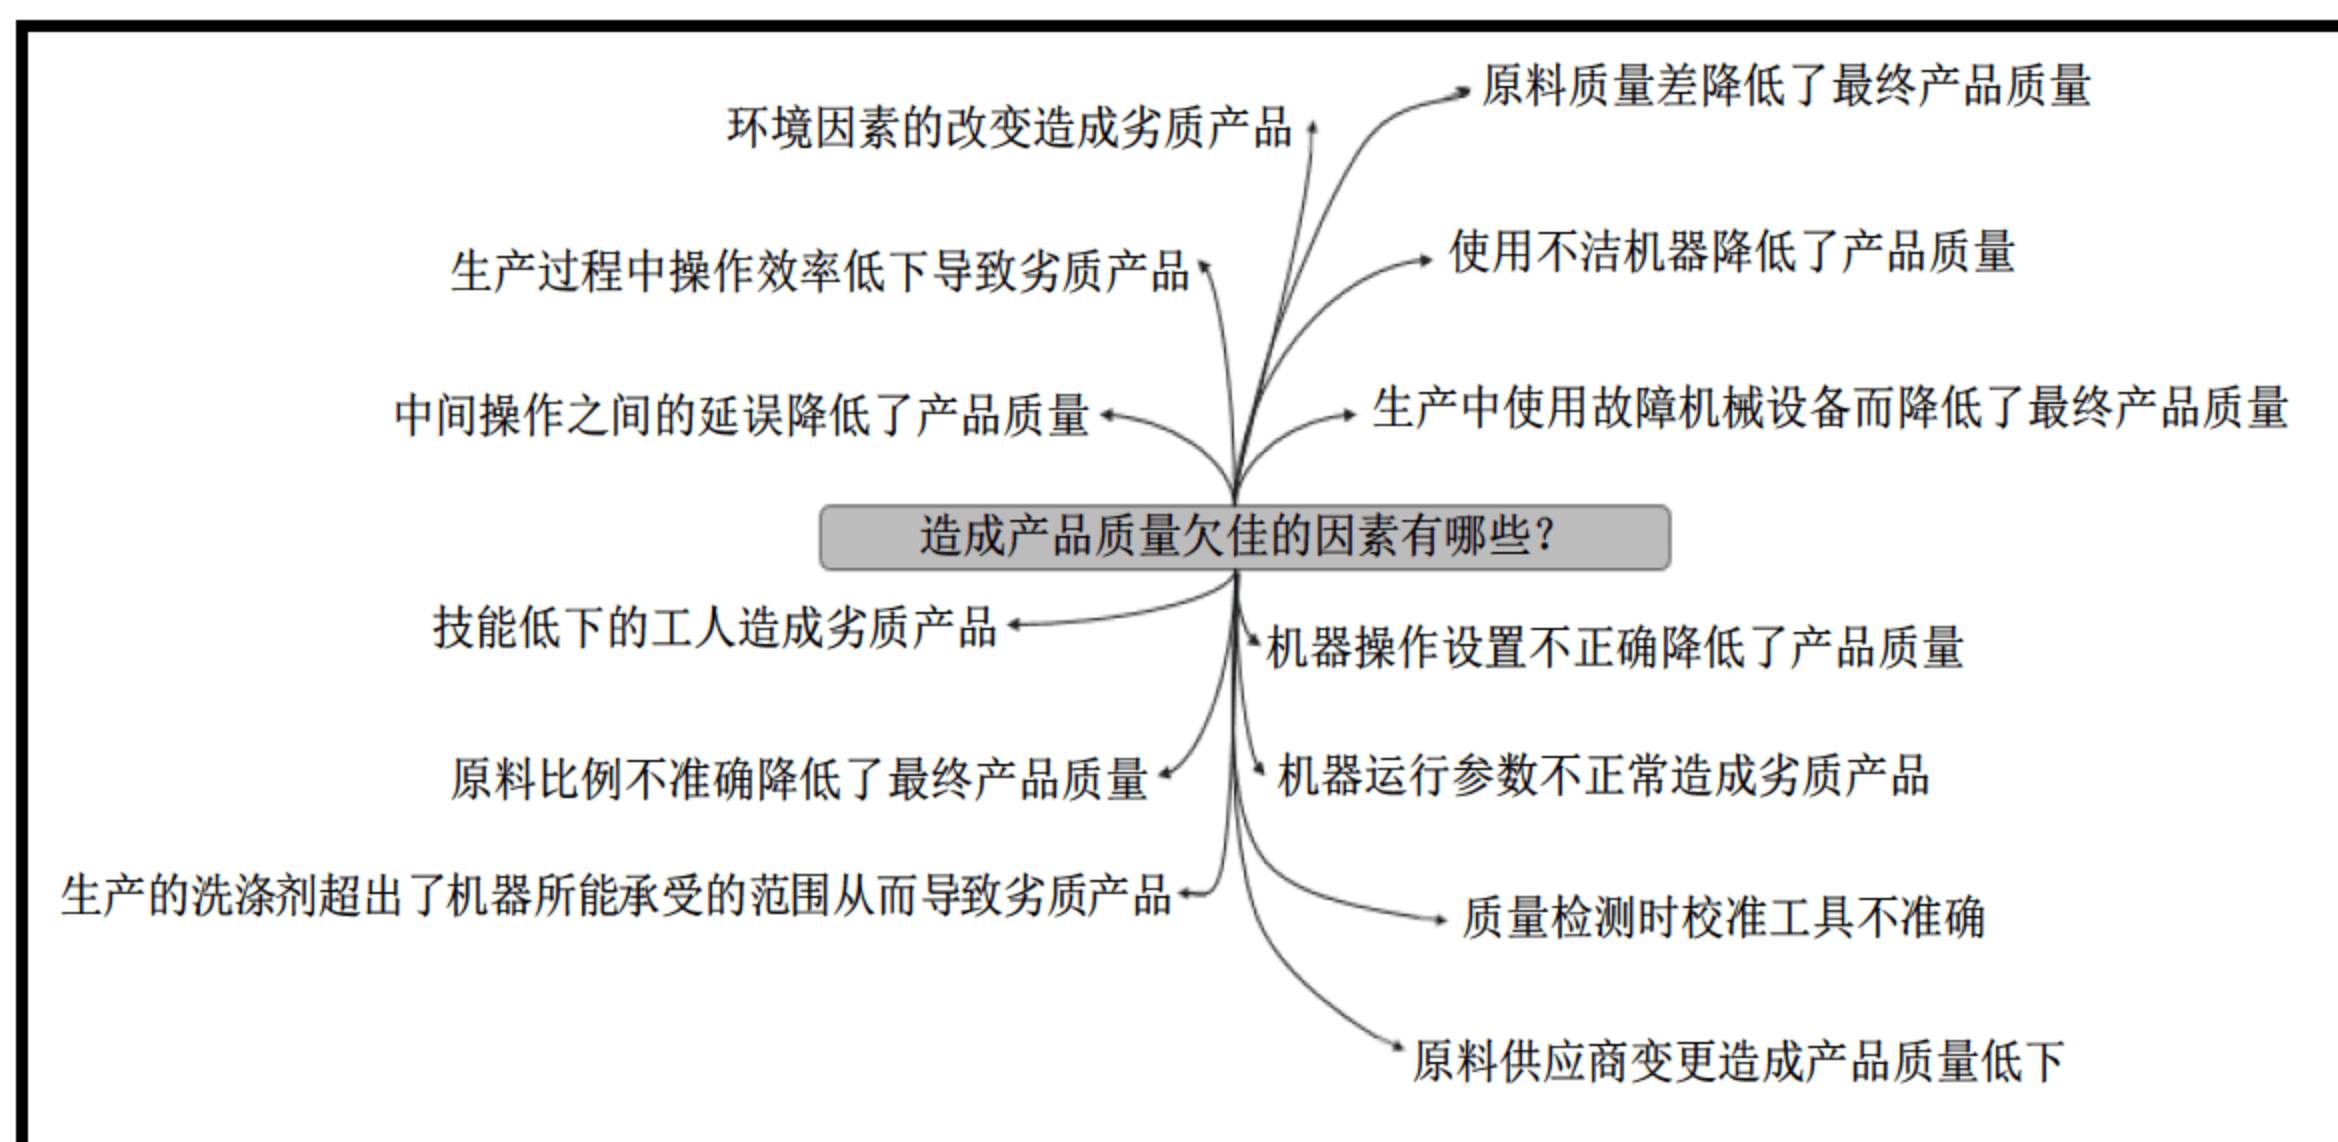 原料质量差降低了最终产品质量
环境因素的改变造成劣质产品
使用不洁机器降低了产品质量
生产过程中操作效率低下导致劣质产品
生产中使用故障机械设备而降低了最终产品质量
中间操作之间的延误降低了产品质量
造成产品质量欠佳的因素有哪些？
技能低下的工人造成劣质产品
机器操作设置不正确降低了产品质量
原料比例不准确降低了最终产品质量
机器运行参数不正常造成劣质产品
生产的洗涤剂超出了机器所能承受的范围从而导致劣质产品
质量检测时校准工具不准确
原料供应商变更造成产品质量低下